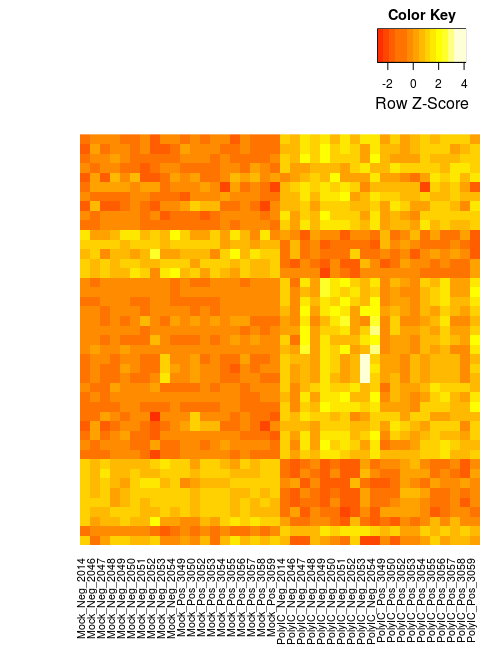 Color Key
-2 0 2 4
Row Z-Score
Mock_Neg_2014
Mock_Neg_2046
Mock_Neg_2047
Mock_Neg_2048
Mock_Neg_2049
Mock_Neg_2050
Mock_Neg_2051
Mock_Neg_2052
Mock_Neg_2053
Mock_Neg_2054
Mock_Pos_3049
Mock_Pos_3050
Mock_Pos_3052
Mock_Pos_3053
Mock_Pos_3054
Mock_Pos_3055
Mock_Pos_3056
Mock_Pos_3057
Mock_Pos_3058
Mock_Pos_3059
PolyIC_Neg_2014
PolyIC_Neg_2046
PolyIC_Neg_2047
PolyIC_Neg_2048
PolyIC_Neg_2049
PolyIC_Neg_2050
PolyIC_Neg_2051
PolyIC_Neg_2052
PolyIC_Neg_2053
PolyIC_Neg_2054
PolyIC_Pos_3049
PolyIC_Pos_3050
PolyIC_Pos_3052
PolyIC_Pos_3053
PolyIC_Pos_3054
PolyIC_Pos_3055
PolyIC_Pos_3056
PolyIC_Pos_3057
PolyIC_Pos_3058
PolyIC_Pos_3059